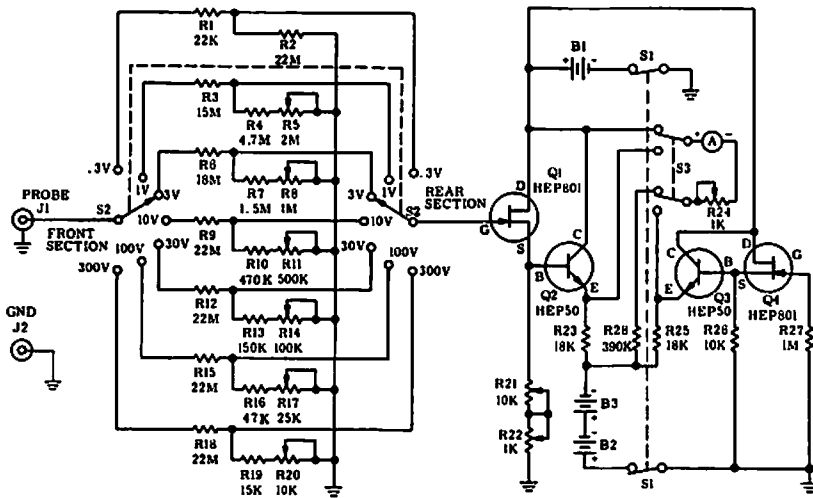 R1
22K
R2
22M
R3
15M
R4
4.7M
R5
2M
R6
18M
R7
1.5M
R8
1M
R9
22M
R10
470K
R11
500K
R12
22M
R13
150K
R14
100K
R15
22M
R16
47K
R17
25K
R18
22M
R19
15K
R20
10K
.3V
1V
3V
10V
30V
100V
300V
PROBE
J1
S2
FRONT
SECTION
GND
J2
.3V
1V
3V
10V
30V
100V
300V
REAR
SECTION
S2
Q1
HEP801
D
G
S
B1
+
-
S1
+
A
-
S3
R24
1K
B
C
E
Q2
HEP50
C
B
E
Q3
HEP50
D
G
S
Q4
HEP801
R23
18K
R28
390K
R25
18K
R26
10K
R27
1M
R21
10K
R22
1K
-
B3
+
-
B2
+
S1